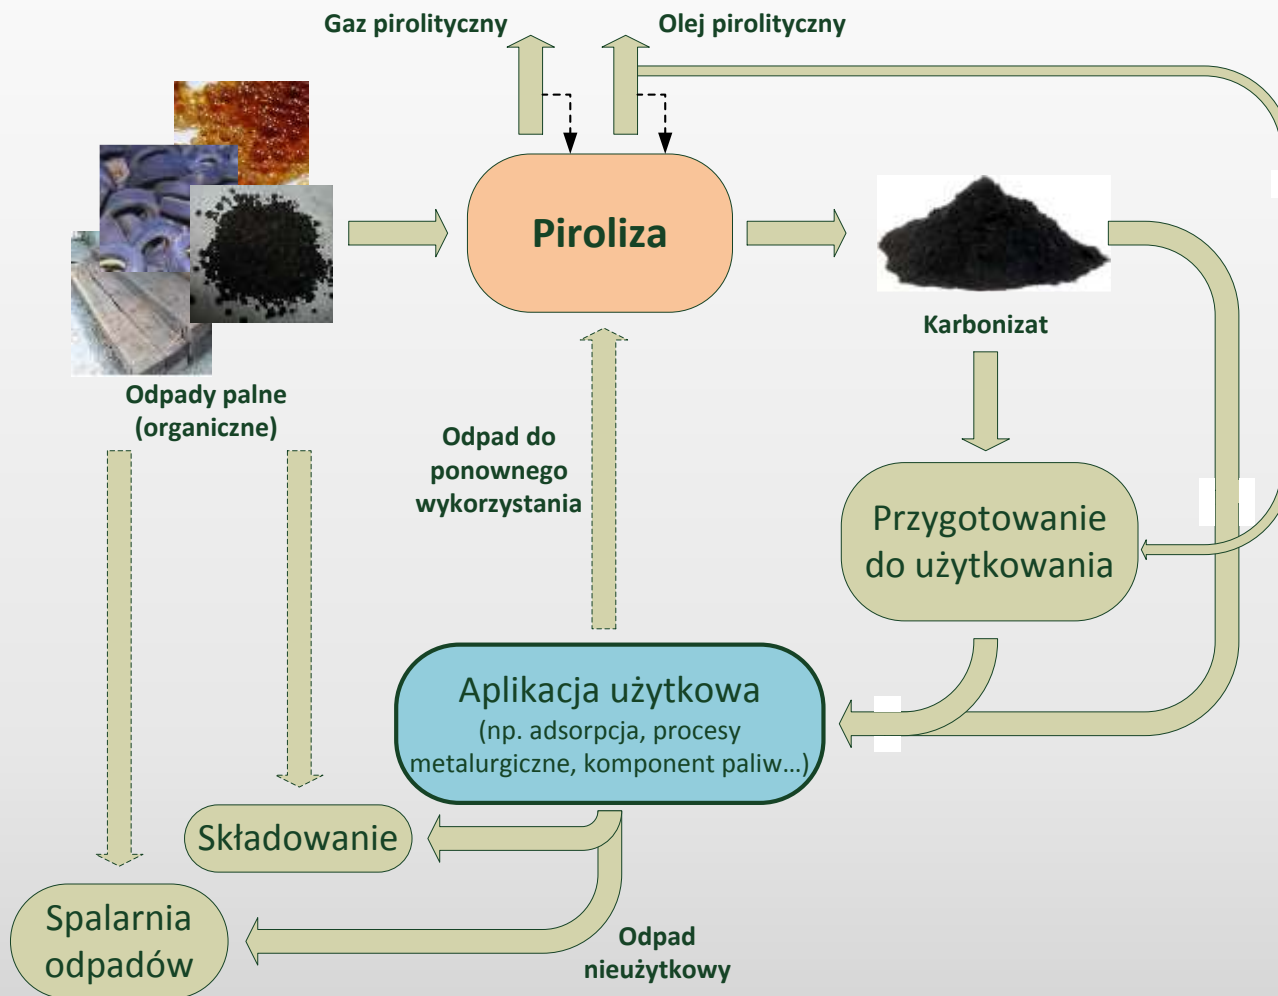 Gaz pirolityczny
Olej pirolityczny
Piroliza
Karbonizat
Odpady palne
(organiczne)
Odpad do
ponownego
wykorzystania
Przygotowanie
do użytkowania
Aplikacja użytkowa
(np. adsorpcja, procesy
metalurgiczne, komponent paliw...)
Składowanie
Spalarnia
odpadów
Odpad
nieużytkowy